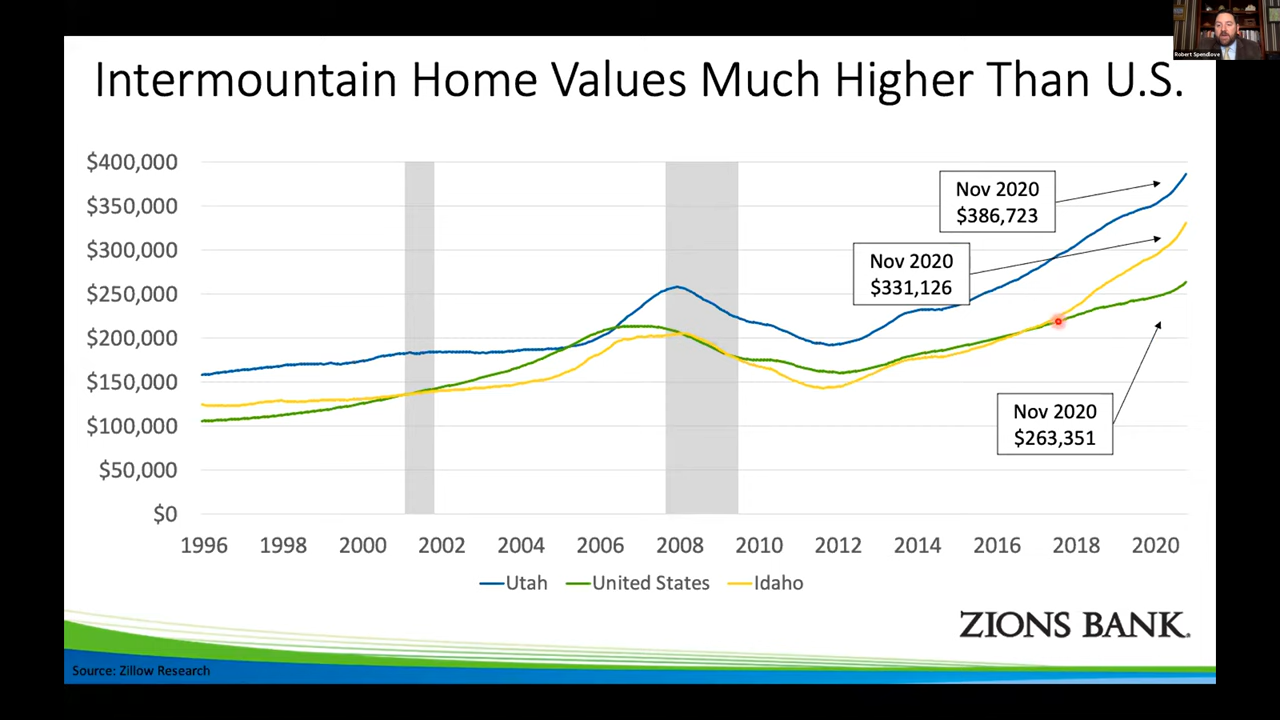 Robert Spendlove
Intermountain Home Values Much Higher Than U.S.
$400,000
$350,000
$300,000
$250,000
$200,000
$150,000
$100,000
$50,000
$0
Nov 2020
$386,723
Nov 2020
$331,126
Nov 2020
$263,351
1996 1998 2000 2002 2004 2006 2008 2010 2012 2014 2016 2018 2020
Utah United States Idaho
ZIONS BANK.
Source: Zillow Research